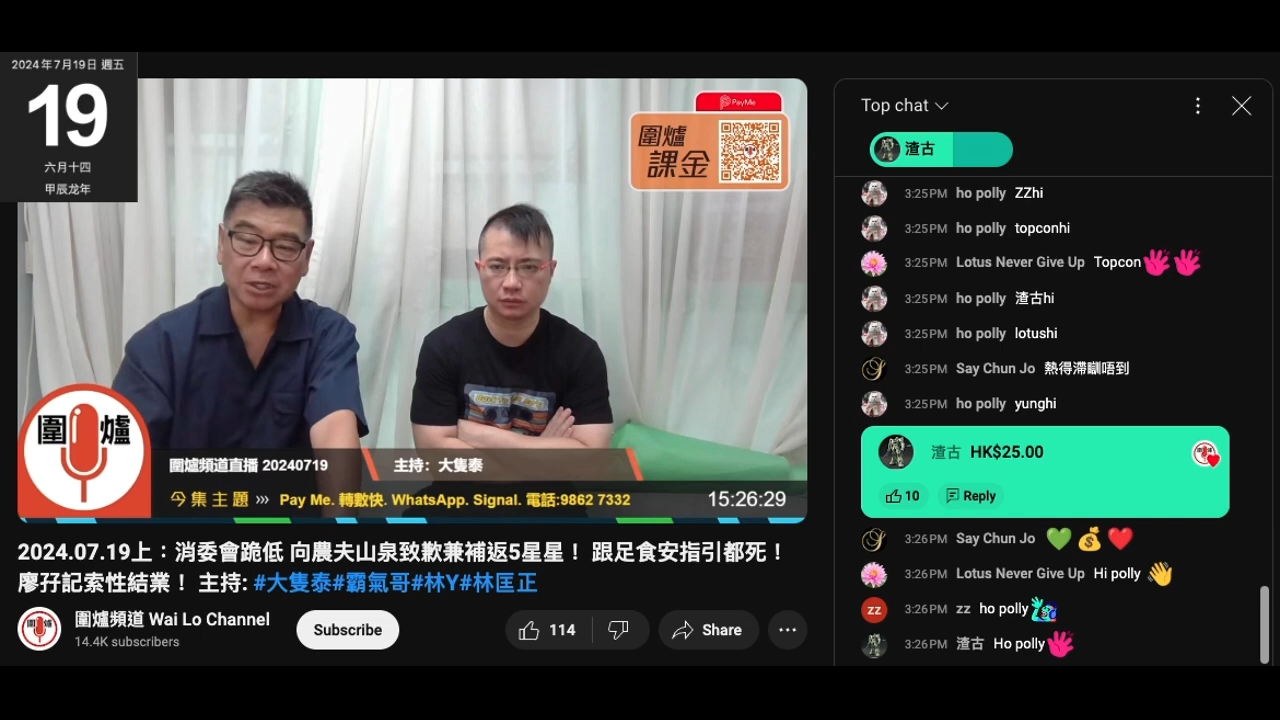 2024年7月19日 週五
19
六月十四
甲辰龙年
PayMe
圍爐
課金
圍爐
圍爐頻道直播 20240719
主持：大隻泰
今集主題 ››› Pay Me. 轉數快. WhatsApp. Signal. 電話:9862 7332
15:26:29
2024.07.19上：消委會跪低 向農夫山泉致歉兼補返5星星！ 跟足食安指引都死！
廖孖記索性結業！ 主持: #大隻泰#霸氣哥#林Y#林匡正
圍爐頻道 Wai Lo Channel
14.4K subscribers
Subscribe
114
Share
Top chat
渣古
3:25PM ho polly ZZhi
3:25PM ho polly topconhi
3:25PM Lotus Never Give Up Topcon
3:25PM ho polly 渣古hi
3:25PM ho polly lotushi
3:25PM Say Chun Jo 熱得滯瞓唔到
3:25PM ho polly yunghi
渣古 HK$25.00
10 Reply
3:26PM Say Chun Jo 💚💰❤️
3:26PM Lotus Never Give Up Hi polly 👋
zz 3:26PM zz ho polly
3:26PM 渣古 Ho polly